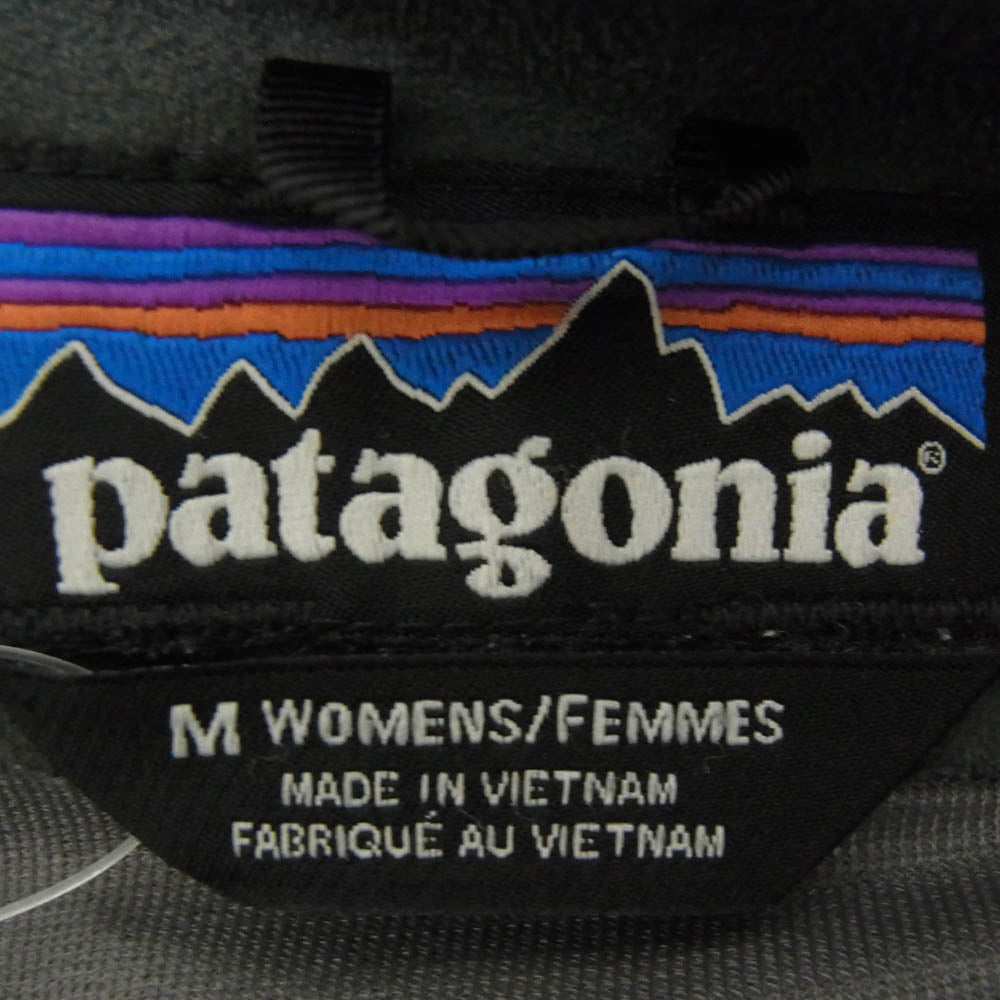 patagonia®
M WOMENS/FEMMES
MADE IN VIETNAM
FABRIQUÉ AU VIETNAM